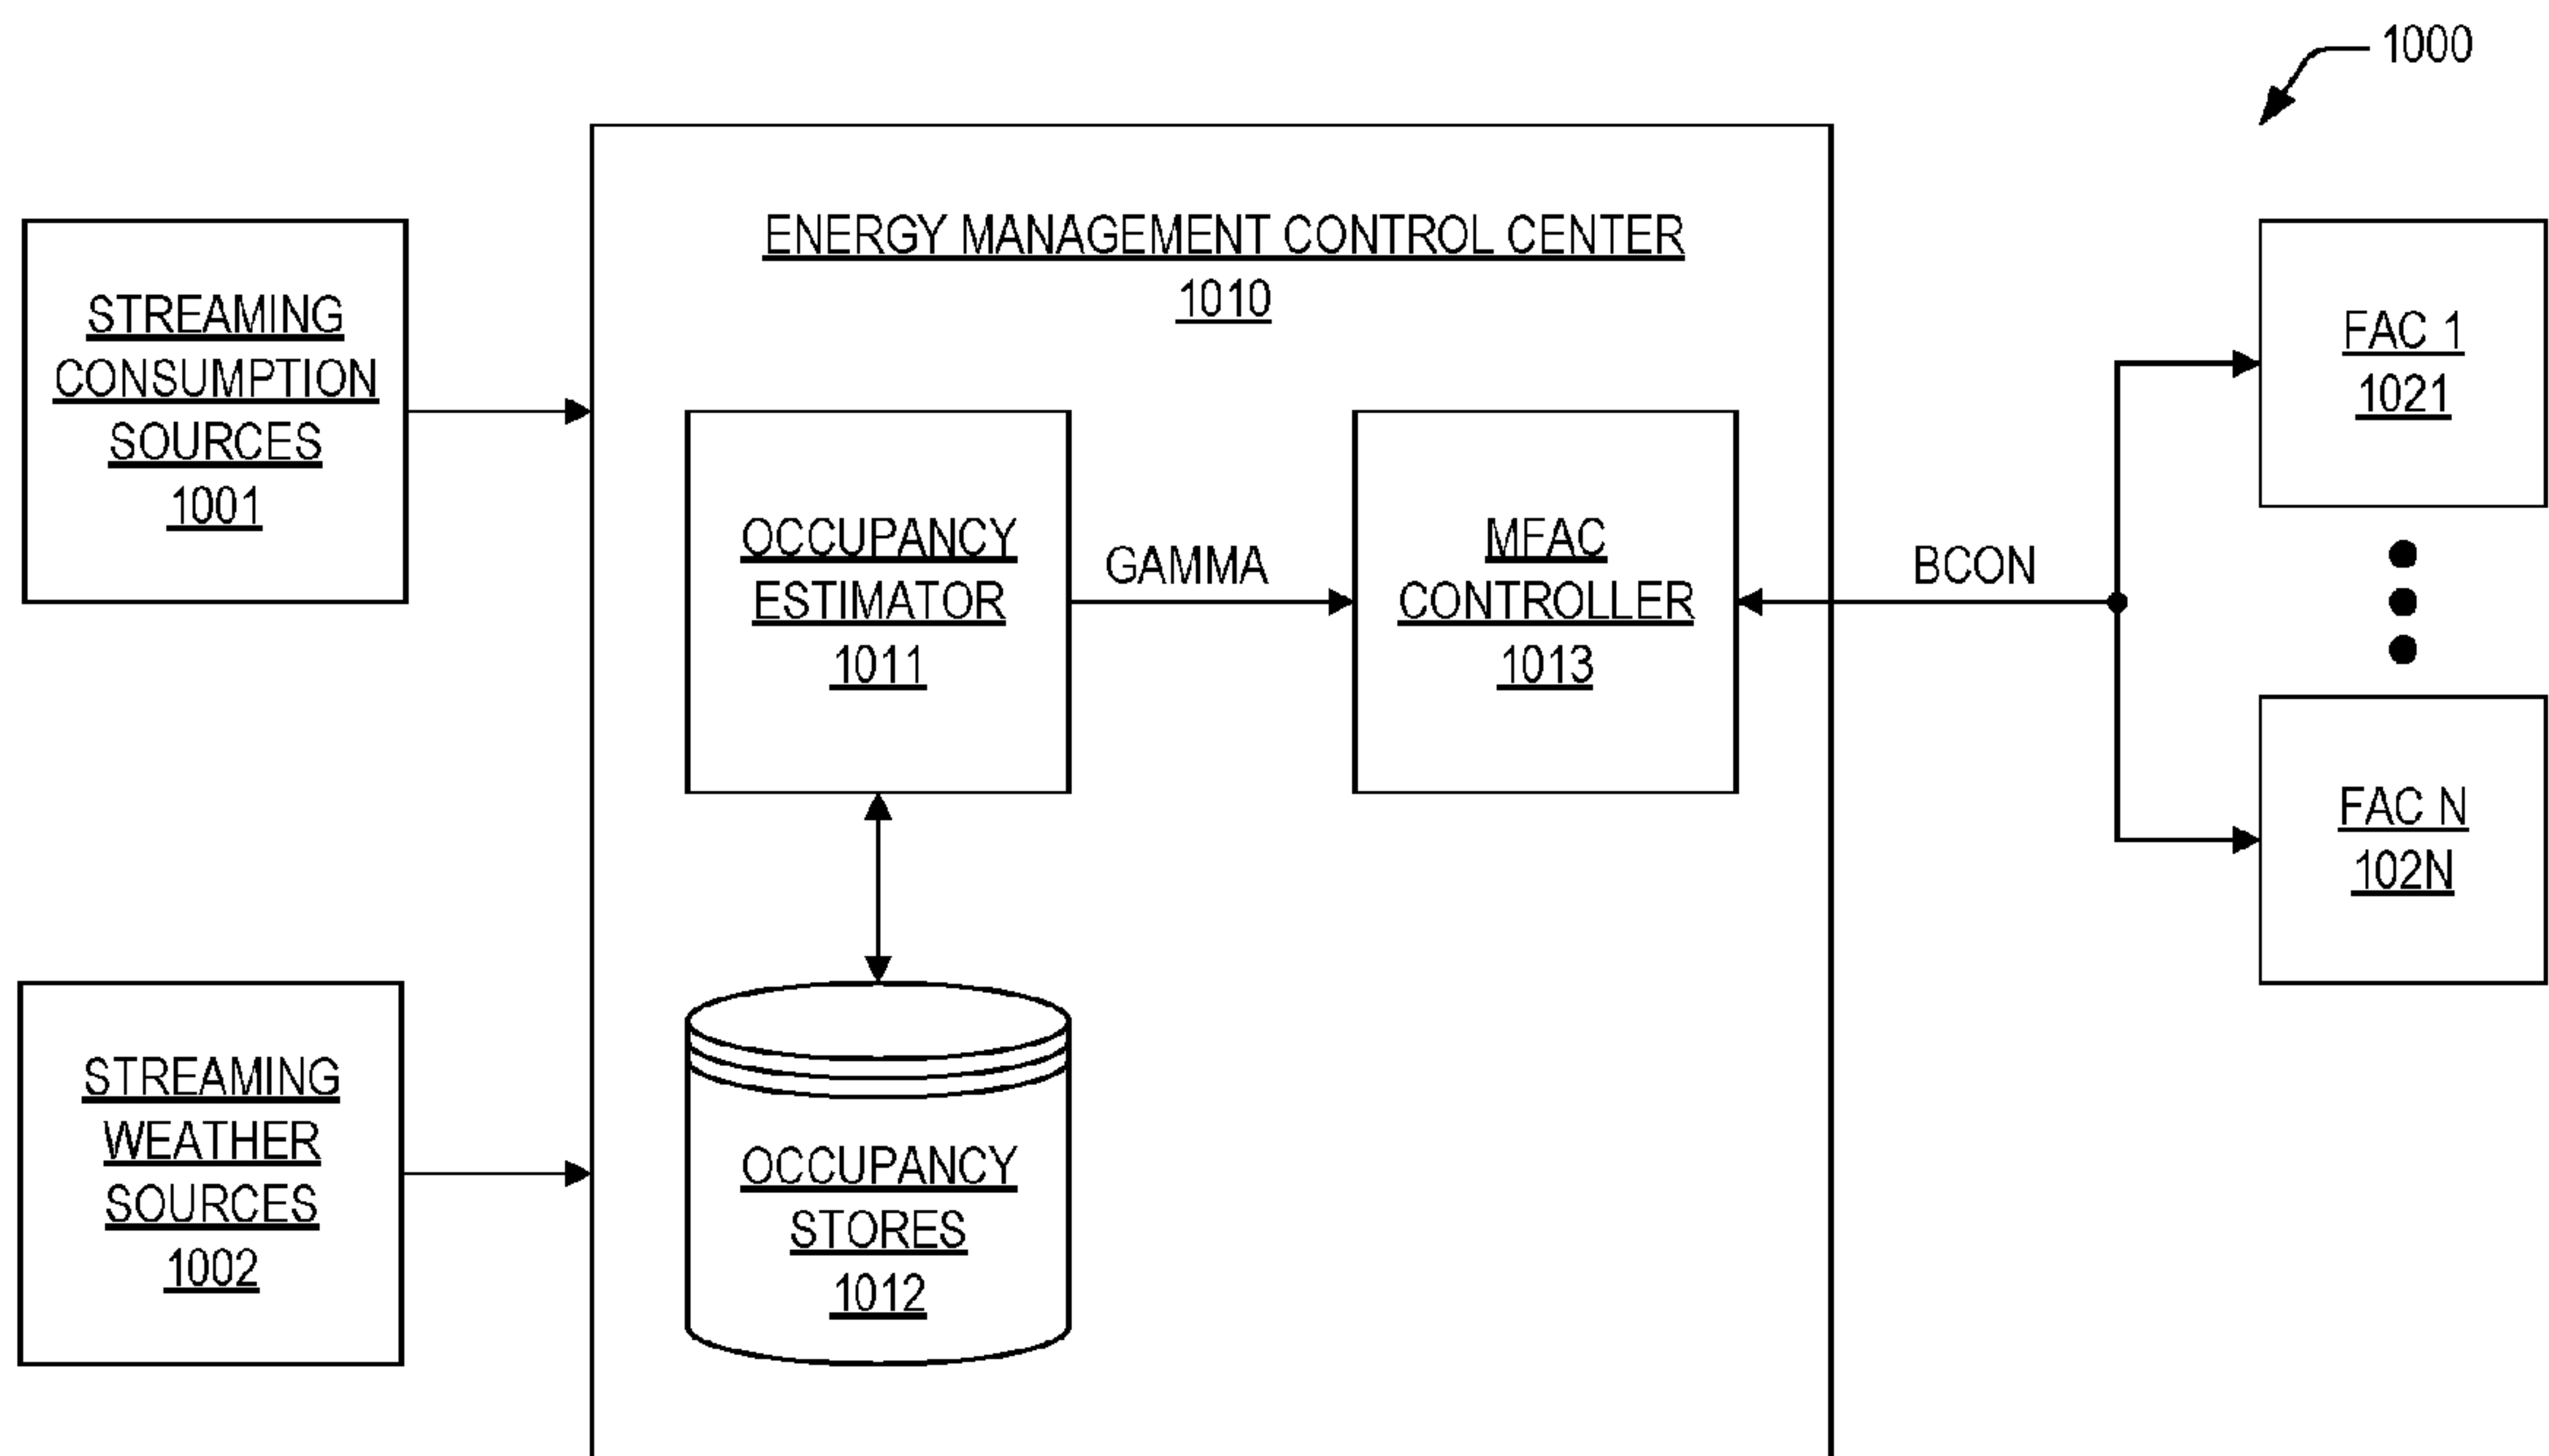 1000
ENERGY MANAGEMENT CONTROL CENTER
1010
STREAMING
CONSUMPTION
SOURCES
1001
STREAMING
WEATHER
SOURCES
1002
OCCUPANCY
ESTIMATOR
1011
GAMMA
MFAC
CONTROLLER
1013
OCCUPANCY
STORES
1012
BCON
FAC 1
1021
FAC N
102N